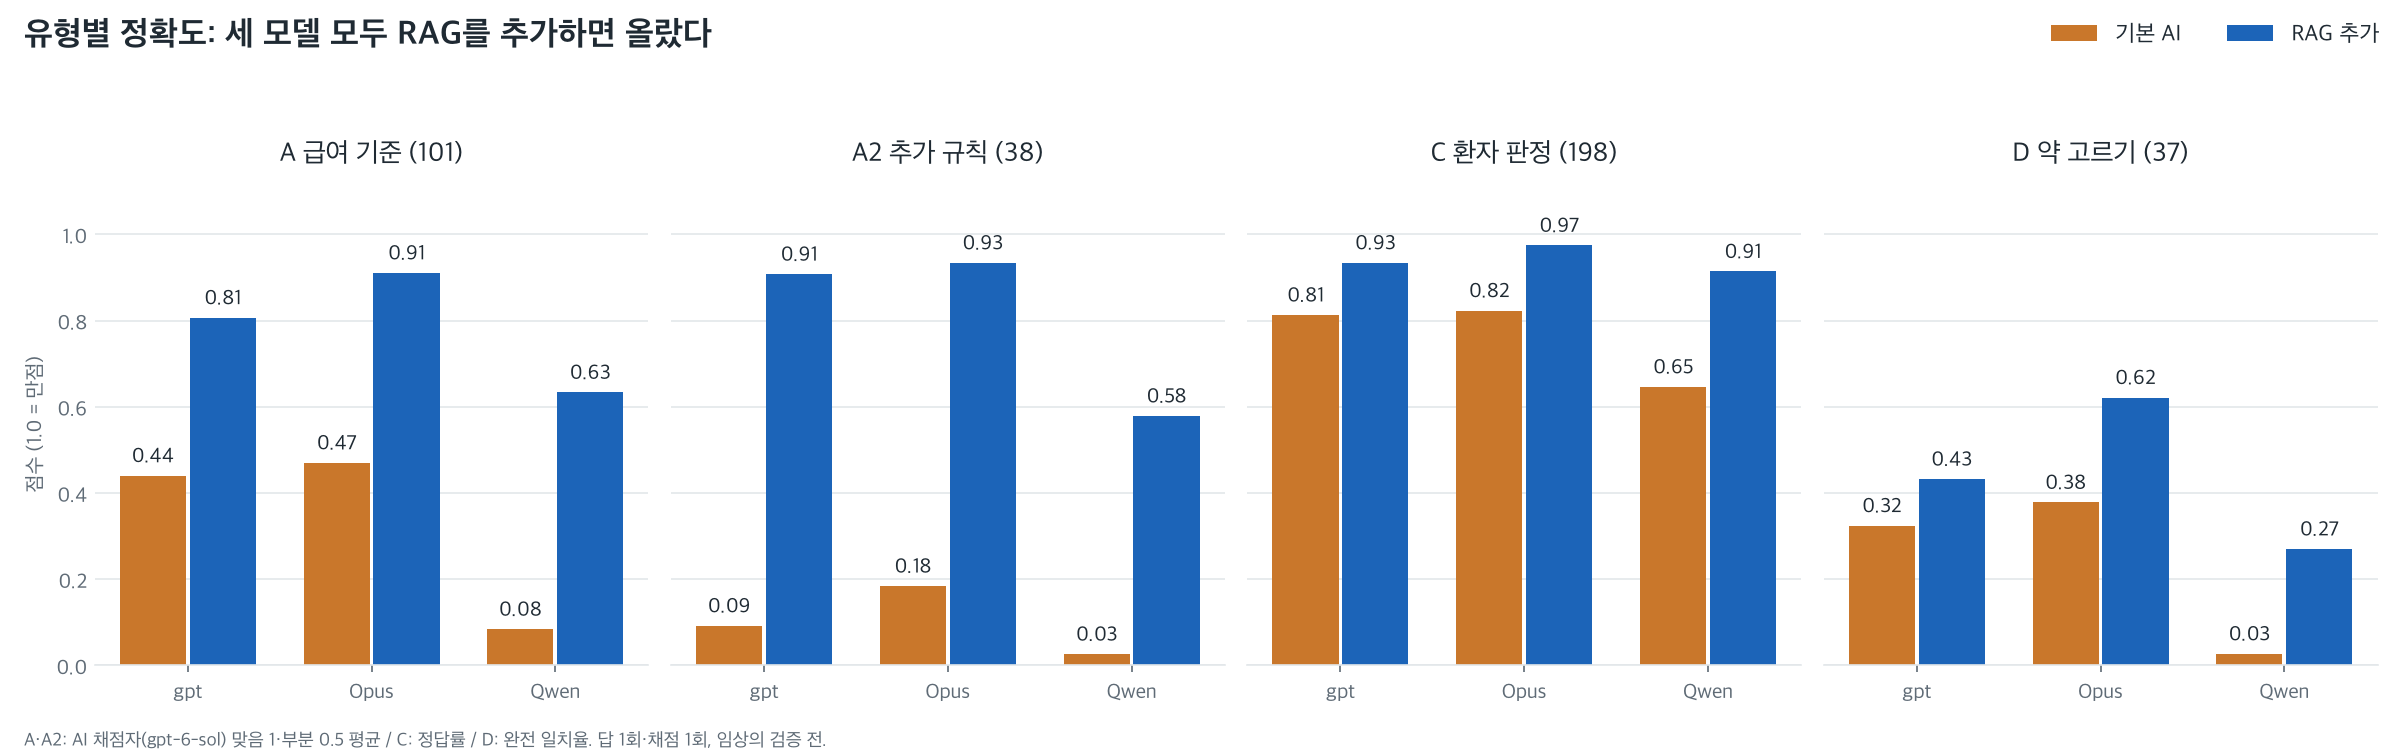 유형별 정확도: 세 모델 모두 RAG를 추가하면 올랐다
기본 AI
RAG 추가
A 급여 기준 (101)
A2 추가 규칙 (38)
C 환자 판정 (198)
D 약 고르기 (37)
점수 (1.0 = 만점)
1.0
0.8
0.6
0.4
0.2
0.0
0.44
0.81
0.47
0.91
0.08
0.63
gpt
Opus
Qwen
0.09
0.91
0.18
0.93
0.03
0.58
gpt
Opus
Qwen
0.81
0.93
0.82
0.97
0.65
0.91
gpt
Opus
Qwen
0.32
0.43
0.38
0.62
0.03
0.27
gpt
Opus
Qwen
A·A2: AI 채점자(gpt-6-sol) 맞음 1·부분 0.5 평균 / C: 정답률 / D: 완전 일치율. 답 1회·채점 1회, 임상의 검증 전.